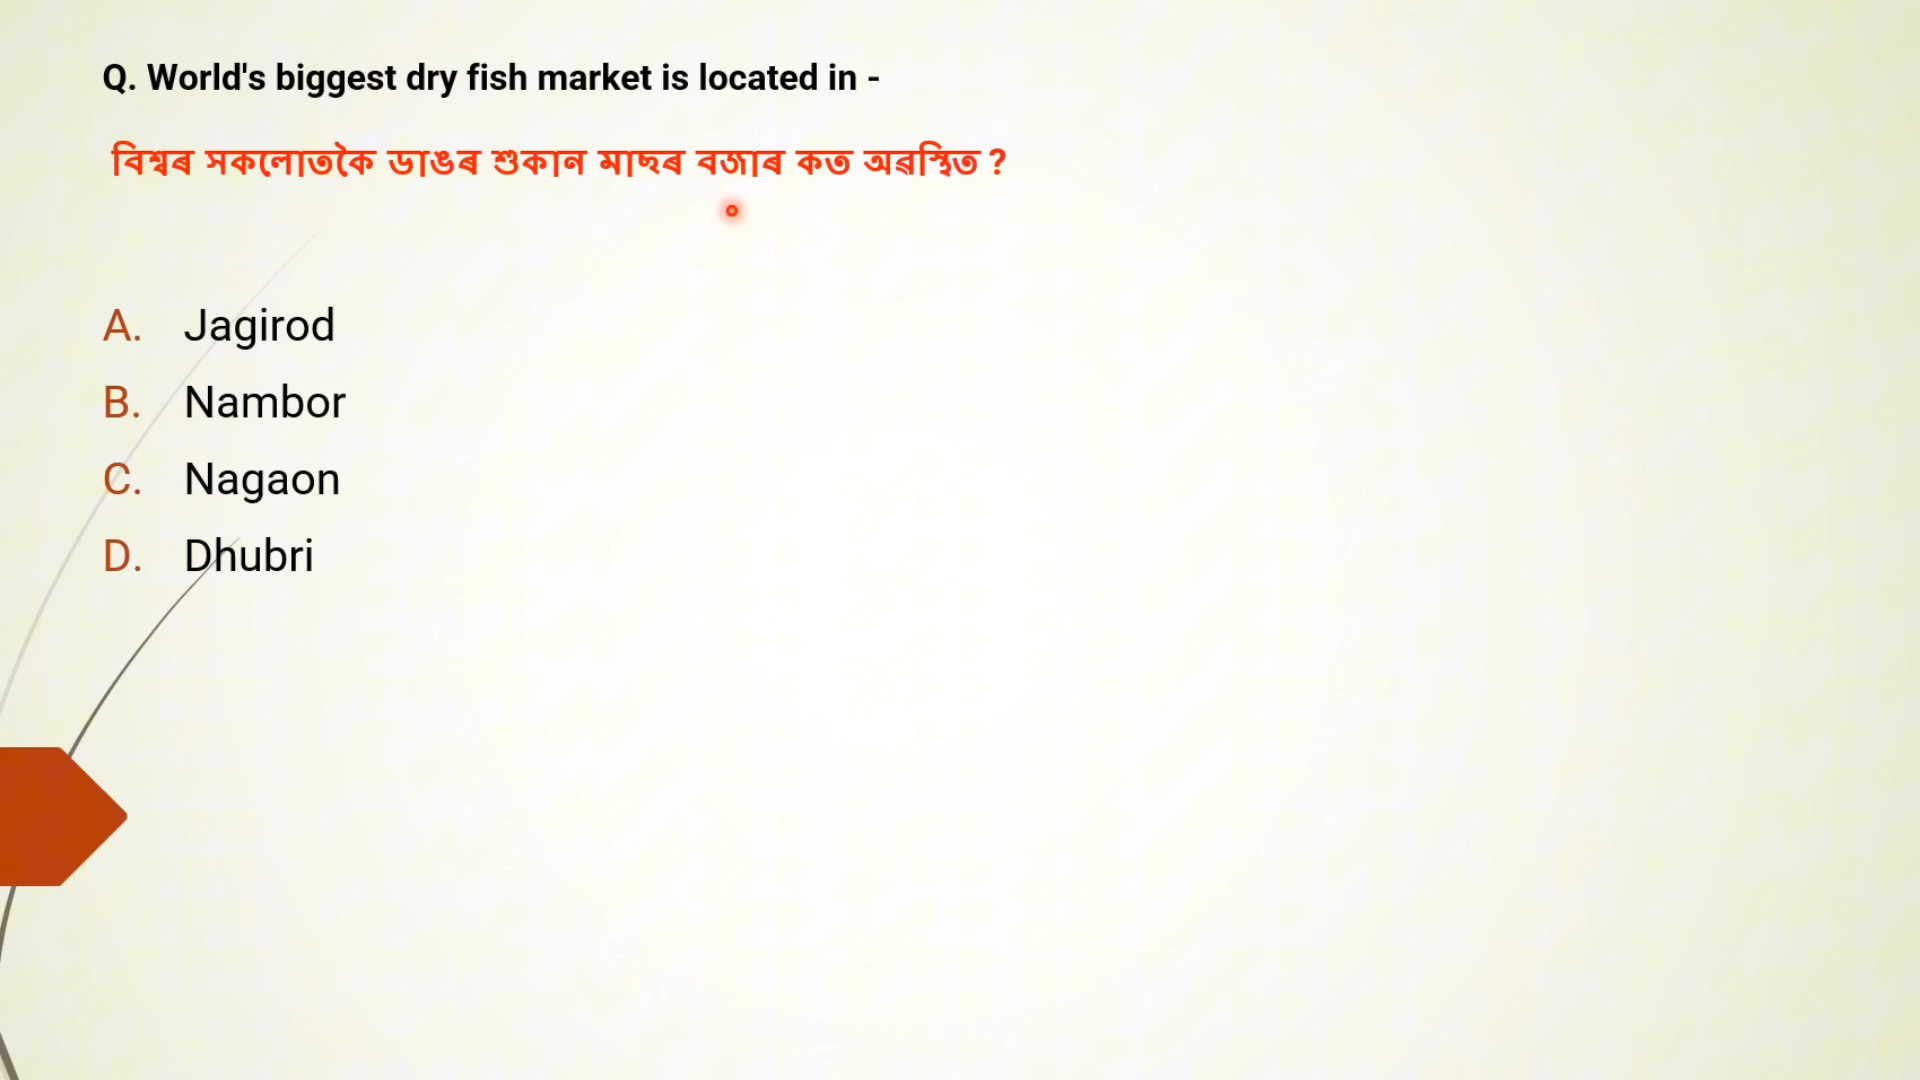 Q. World's biggest dry fish market is located in -
বিশ্বৰ সকলোতকৈ ডাঙৰ শুকান মাছৰ বজাৰ কত অৱস্থিত ?
A. Jagirod
B. Nambor
C. Nagaon
D. Dhubri